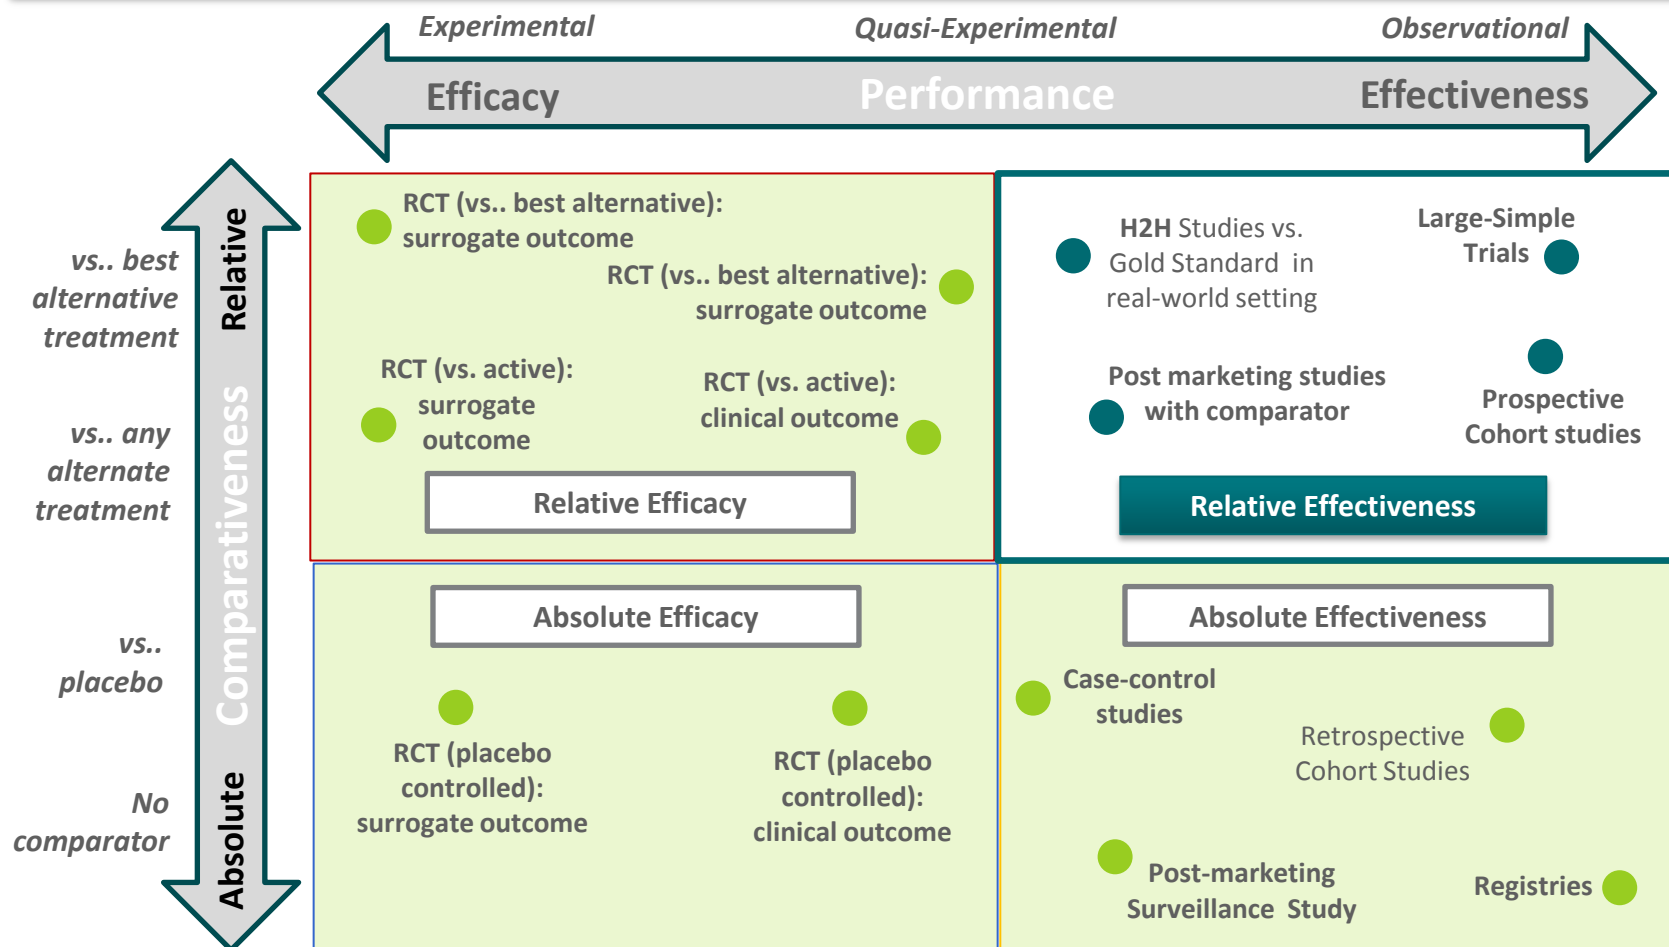 Experimental
Quasi-Experimental
Observational
Efficacy
Performance
Effectiveness
Relative
Comparativeness
Absolute
vs.. best
alternative
treatment
vs.. any
alternate
treatment
vs..
placebo
No
comparator
RCT (vs.. best alternative):
surrogate outcome
RCT (vs.. best alternative):
surrogate outcome
RCT (vs. active):
surrogate
outcome
RCT (vs. active):
clinical outcome
Relative Efficacy
H2H Studies vs.
Gold Standard in
real-world setting
Large-Simple
Trials
Post marketing studies
with comparator
Prospective
Cohort studies
Relative Effectiveness
Absolute Efficacy
RCT (placebo
controlled):
surrogate outcome
RCT (placebo
controlled):
clinical outcome
Absolute Effectiveness
Case-control
studies
Retrospective
Cohort Studies
Post-marketing
Surveillance Study
Registries